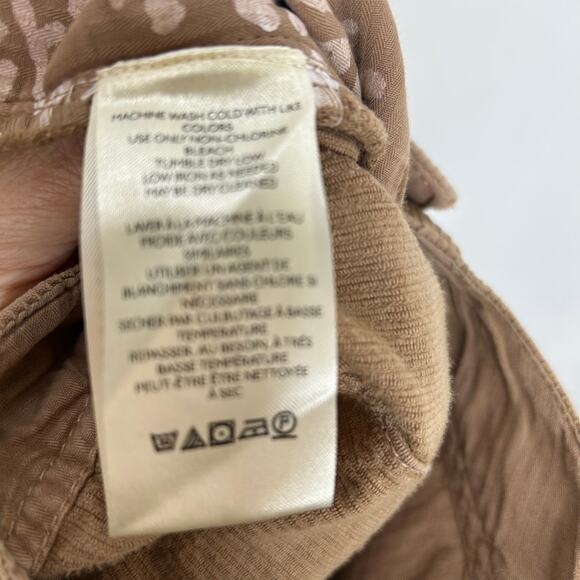 MACHINE WASH COLD WITH LIKE
COLORS
USE ONLY NON-CHLORINE
BLEACH
TUMBLE DRY LOW
LOW IRON AS NEEDED
MAY BE DRY CLEANED
LAVER À LA MACHINE À L'EAU
FROIDE AVEC COULEURS
SIMILAIRES
UTILISER UN AGENT DE
BLANCHIMENT SANS CHLORE SI
NÉCESSAIRE
SÉCHER PAR CULBUTAGE À BASSE
TEMPÉRATURE
REPASSER, AU BESOIN, À TRÈS
BASSE TEMPÉRATURE
PEUT-ÊTRE ÊTRE NETTOYÉE
À SEC